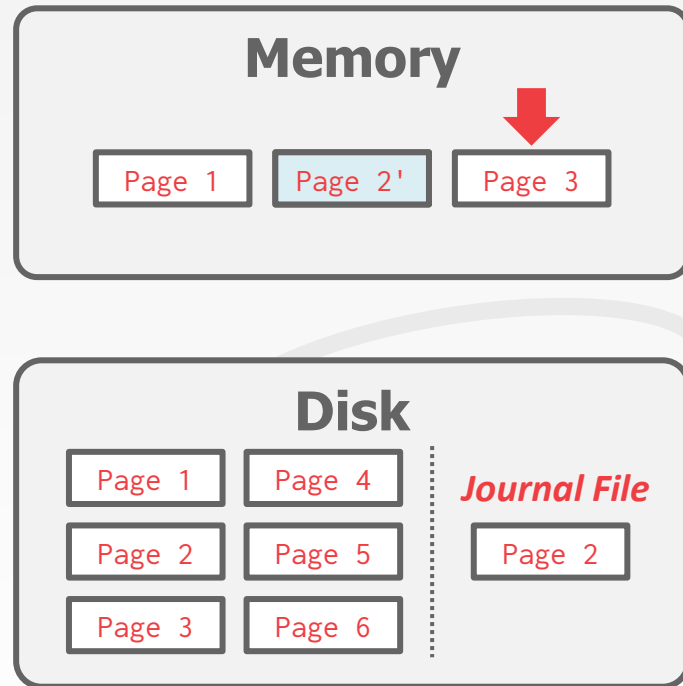 Memory
Page 1 Page 2' Page 3
Disk
Page 1 Page 4
Journal File
Page 2 Page 5 Page 2
Page 3 Page 6